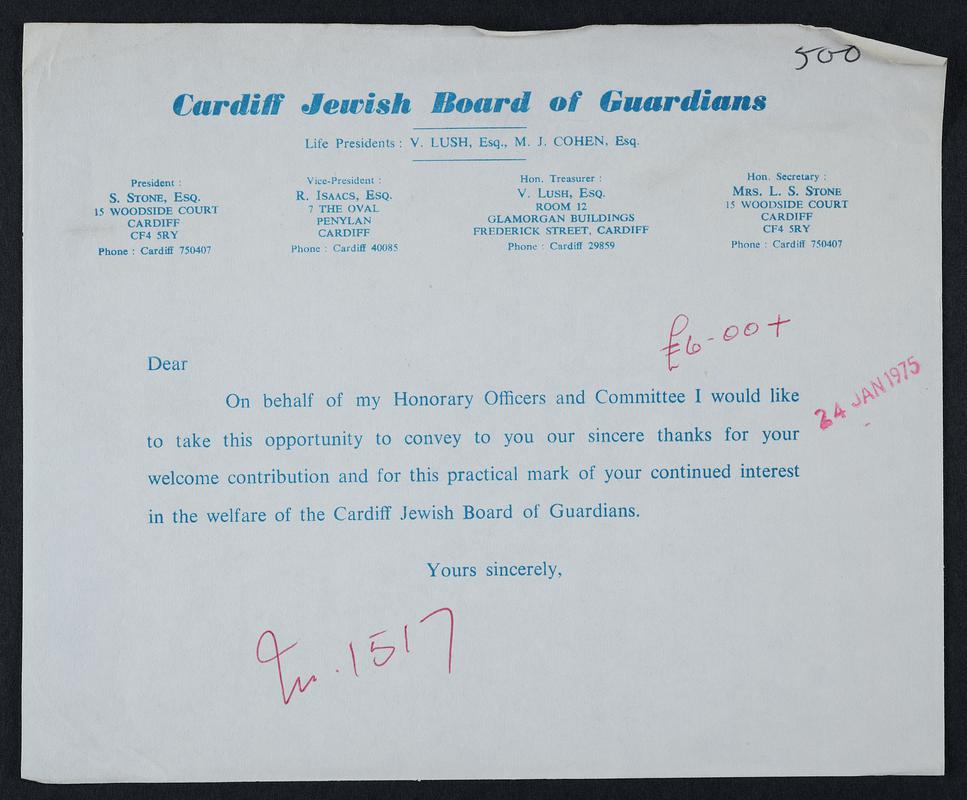 500
Cardiff Jewish Board of Guardians
Life Presidents : V. LUSH, Esq., M. J. COHEN, Esq.
President :
S. STONE, ESQ.
15 WOODSIDE COURT
CARDIFF
CF4 5RY
Phone : Cardiff 750407
Vice-President :
R. ISAACS, ESQ.
7 THE OVAL
PENYLAN
CARDIFF
Phone : Cardiff 40085
Hon. Treasurer :
V. LUSH, ESQ.
ROOM 12
GLAMORGAN BUILDINGS
FREDERICK STREET, CARDIFF
Phone : Cardiff 29859
Hon. Secretary :
MRS. L. S. STONE
15 WOODSIDE COURT
CARDIFF
CF4 5RY
Phone : Cardiff 750407
£6-00+
24 JAN 1975
Dear
On behalf of my Honorary Officers and Committee I would like
to take this opportunity to convey to you our sincere thanks for your
welcome contribution and for this practical mark of your continued interest
in the welfare of the Cardiff Jewish Board of Guardians.
Yours sincerely,
1517